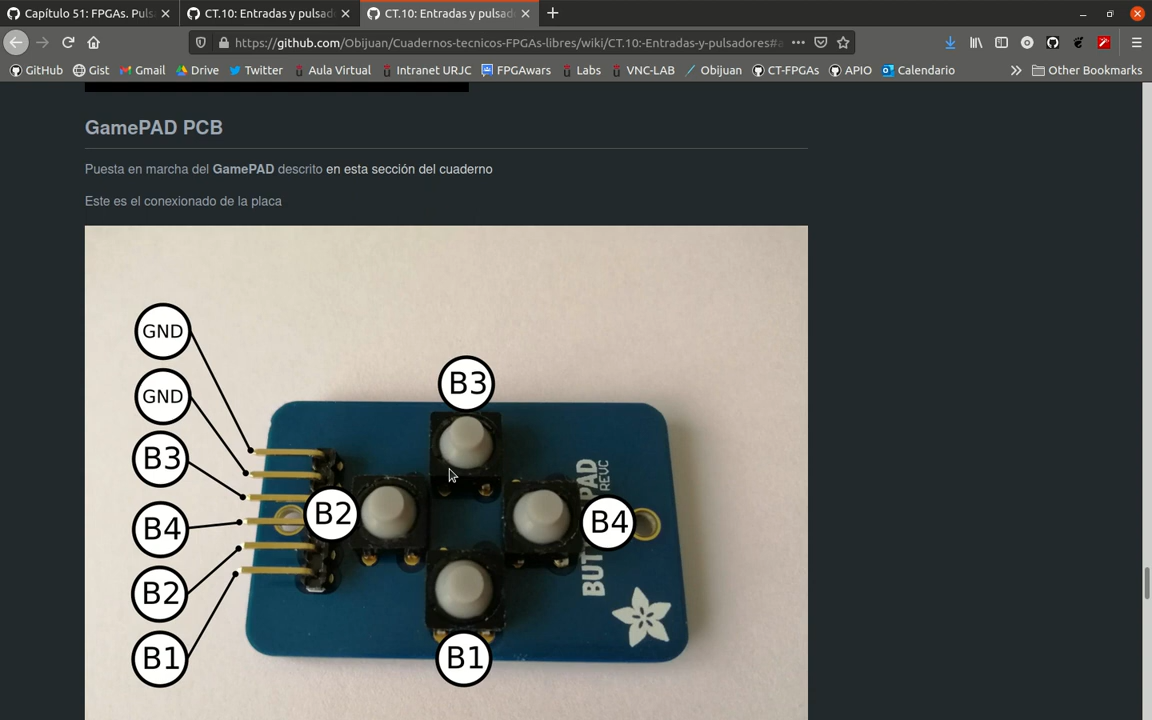 Capítulo 51: FPGAs. Puls
CT.10: Entradas y pulsad
CT.10: Entradas y pulsad
https://github.com/Obijuan/Cuadernos-tecnicos-FPGAs-libres/wiki/CT.10:-Entradas-y-pulsadores#a
GitHub Gist Gmail Drive Twitter Aula Virtual Intranet URJC FPGAwars Labs VNC-LAB Obijuan CT-FPGAs APIO Calendario Other Bookmarks
GamePAD PCB
Puesta en marcha del GamePAD descrito en esta sección del cuaderno
Este es el conexionado de la placa
GND
GND
B3
B4
B2
B1
B3
B2
B4
B1
REVC